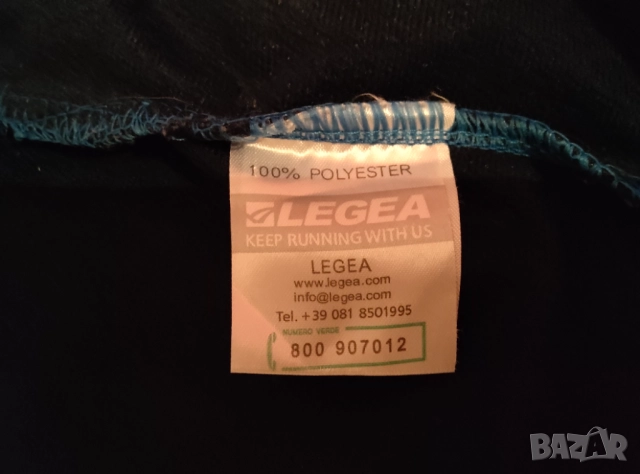 100% POLYESTER
LEGEA
KEEP RUNNING WITH US
LEGEA
www.legea.com
info@legea.com
Tel. +39 081 8501995
NUMERO VERDE
800 907012
BAZAR